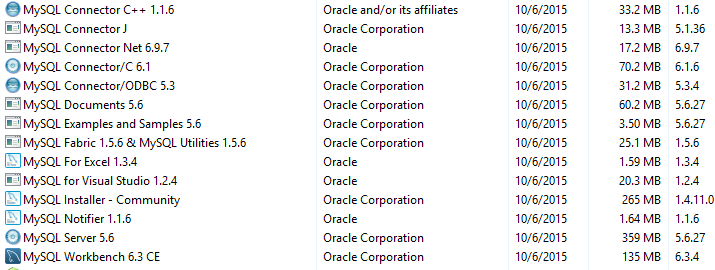 MySQL Connector C++ 1.1.6 Oracle and/or its affiliates 10/6/2015 33.2 MB 1.1.6
MySQL Connector J Oracle Corporation 10/6/2015 13.3 MB 5.1.36
MySQL Connector Net 6.9.7 Oracle 10/6/2015 17.2 MB 6.9.7
MySQL Connector/C 6.1 Oracle Corporation 10/6/2015 70.2 MB 6.1.6
MySQL Connector/ODBC 5.3 Oracle Corporation 10/6/2015 31.2 MB 5.3.4
MySQL Documents 5.6 Oracle Corporation 10/6/2015 60.2 MB 5.6.27
MySQL Examples and Samples 5.6 Oracle Corporation 10/6/2015 3.50 MB 5.6.27
MySQL Fabric 1.5.6 & MySQL Utilities 1.5.6 Oracle Corporation 10/6/2015 25.1 MB 1.5.6
MySQL For Excel 1.3.4 Oracle 10/6/2015 1.59 MB 1.3.4
MySQL for Visual Studio 1.2.4 Oracle 10/6/2015 20.3 MB 1.2.4
MySQL Installer - Community Oracle Corporation 10/6/2015 265 MB 1.4.11.0
MySQL Notifier 1.1.6 Oracle 10/6/2015 1.64 MB 1.1.6
MySQL Server 5.6 Oracle Corporation 10/6/2015 359 MB 5.6.27
MySQL Workbench 6.3 CE Oracle Corporation 10/6/2015 135 MB 6.3.4